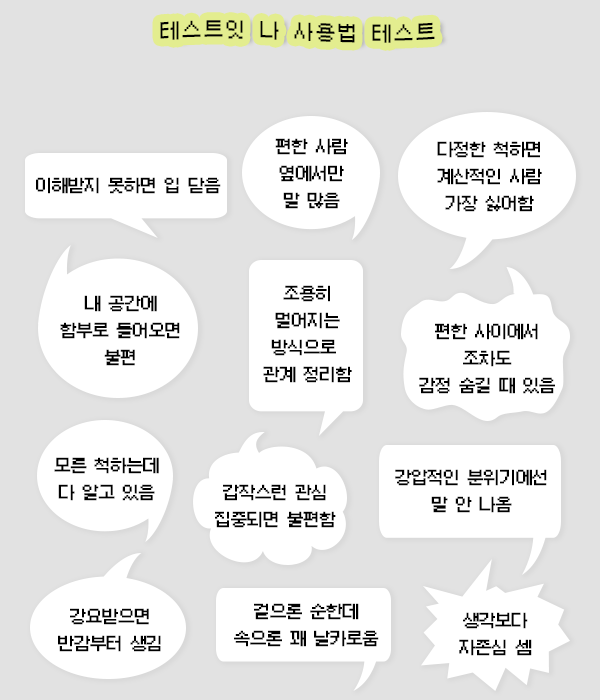 테스트잇 나 사용법 테스트
이해받지 못하면 입 닫음
편한 사람
옆에서만
말 많음
다정한 척하면
계산적인 사람
가장 싫어함
내 공간에
함부로 들어오면
불편
조용히
멀어지는
방식으로
관계 정리함
편한 사이에서
조차도
감정 숨길 때 있음
모른 척하는데
다 알고 있음
갑작스런 관심
집중되면 불편함
강압적인 분위기에선
말 안 나옴
강요받으면
반감부터 생김
겉으론 순한데
속으론 꽤 날카로움
생각보다
자존심 셈